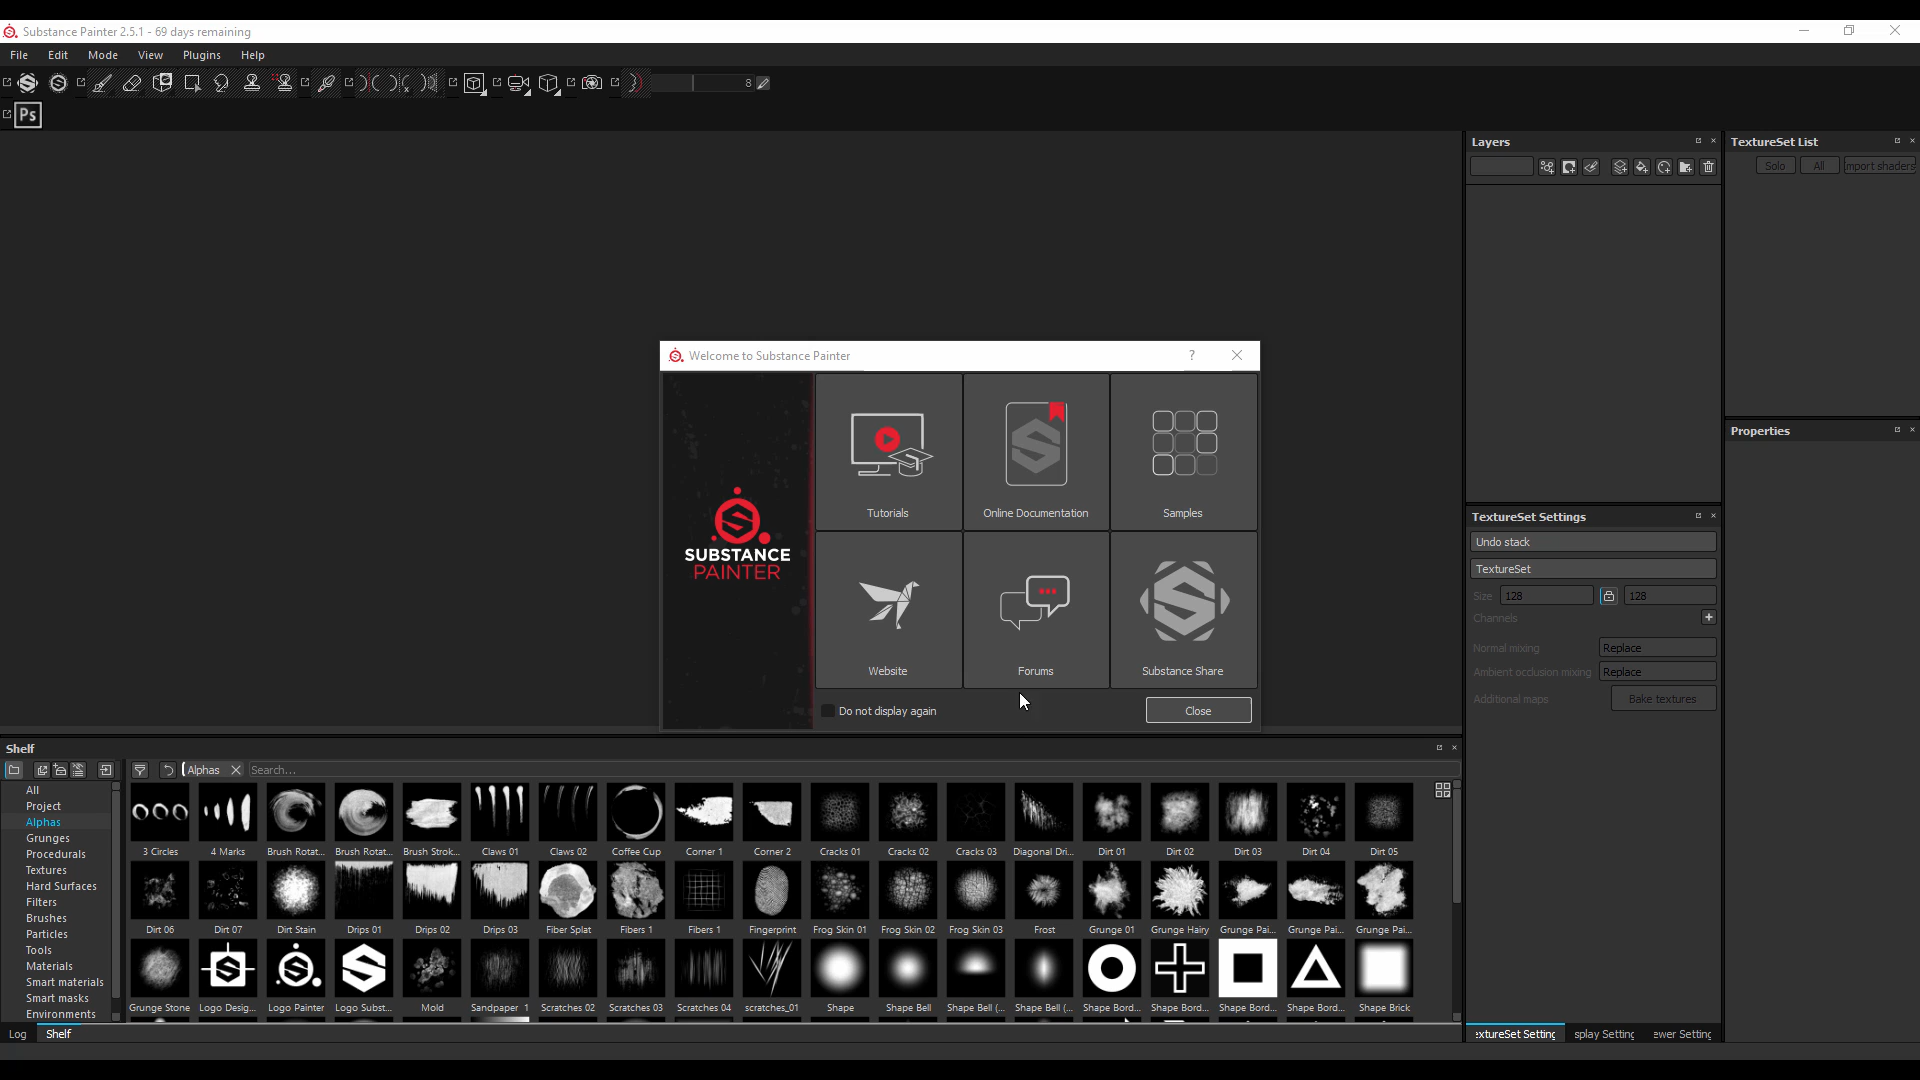 Substance Painter 2.5.1 - 69 days remaining
File Edit Mode View Plugins Help
8
Ps
Layers
TextureSet List
Solo All mport shaders
Welcome to Substance Painter ?
SUBSTANCE
PAINTER
Tutorials Online Documentation Samples
Website Forums Substance Share
Do not display again Close
Properties
TextureSet Settings
Undo stack
TextureSet
Size 128 128
Channels
Normal mixing Replace
Ambient occlusion mixing Replace
Additional maps Bake textures
Shelf
Alphas Search...
All
Project
Alphas
Grunges
Procedurals
Textures
Hard Surfaces
Filters
Brushes
Particles
Tools
Materials
Smart materials
Smart masks
Environments
3 Circles 4 Marks Brush Rotat... Brush Rotat... Brush Strok... Claws 01 Claws 02 Coffee Cup Corner 1 Corner 2 Cracks 01 Cracks 02 Cracks 03 Diagonal Dri... Dirt 01 Dirt 02 Dirt 03 Dirt 04 Dirt 05
Dirt 06 Dirt 07 Dirt Stain Drips 01 Drips 02 Drips 03 Fiber Splat Fibers 1 Fibers 1 Fingerprint Frog Skin 01 Frog Skin 02 Frog Skin 03 Frost Grunge 01 Grunge Hairy Grunge Pai... Grunge Pai... Grunge Pai...
Grunge Stone Logo Desig... Logo Painter Logo Subst... Mold Sandpaper 1 Scratches 02 Scratches 03 Scratches 04 scratches_01 Shape Shape Bell Shape Bell (... Shape Bell (... Shape Bord... Shape Bord... Shape Bord... Shape Bord... Shape Brick
Log Shelf
extureSet Setting splay Setting ewer Setting